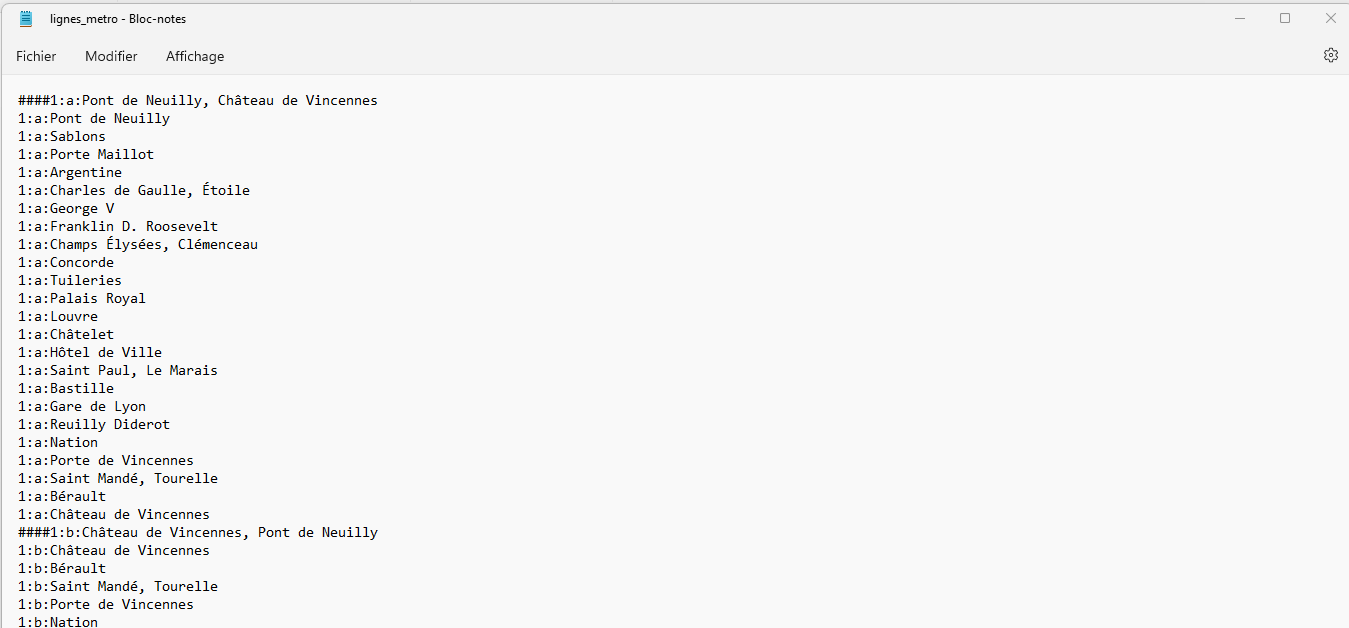 lignes_metro - Bloc-notes
Fichier Modifier Affichage
####1:a:Pont de Neuilly, Château de Vincennes
1:a:Pont de Neuilly
1:a:Sablons
1:a:Porte Maillot
1:a:Argentine
1:a:Charles de Gaulle, Étoile
1:a:George V
1:a:Franklin D. Roosevelt
1:a:Champs Élysées, Clémenceau
1:a:Concorde
1:a:Tuileries
1:a:Palais Royal
1:a:Louvre
1:a:Châtelet
1:a:Hôtel de Ville
1:a:Saint Paul, Le Marais
1:a:Bastille
1:a:Gare de Lyon
1:a:Reuilly Diderot
1:a:Nation
1:a:Porte de Vincennes
1:a:Saint Mandé, Tourelle
1:a:Bérault
1:a:Château de Vincennes
####1:b:Château de Vincennes, Pont de Neuilly
1:b:Château de Vincennes
1:b:Bérault
1:b:Saint Mandé, Tourelle
1:b:Porte de Vincennes
1:b:Nation